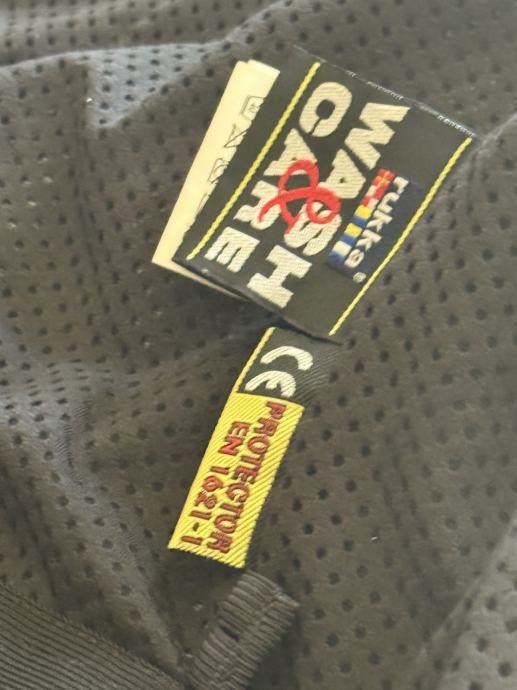 rukka®
WASH
& CARE
CE
PROTECTOR
EN 1621-1